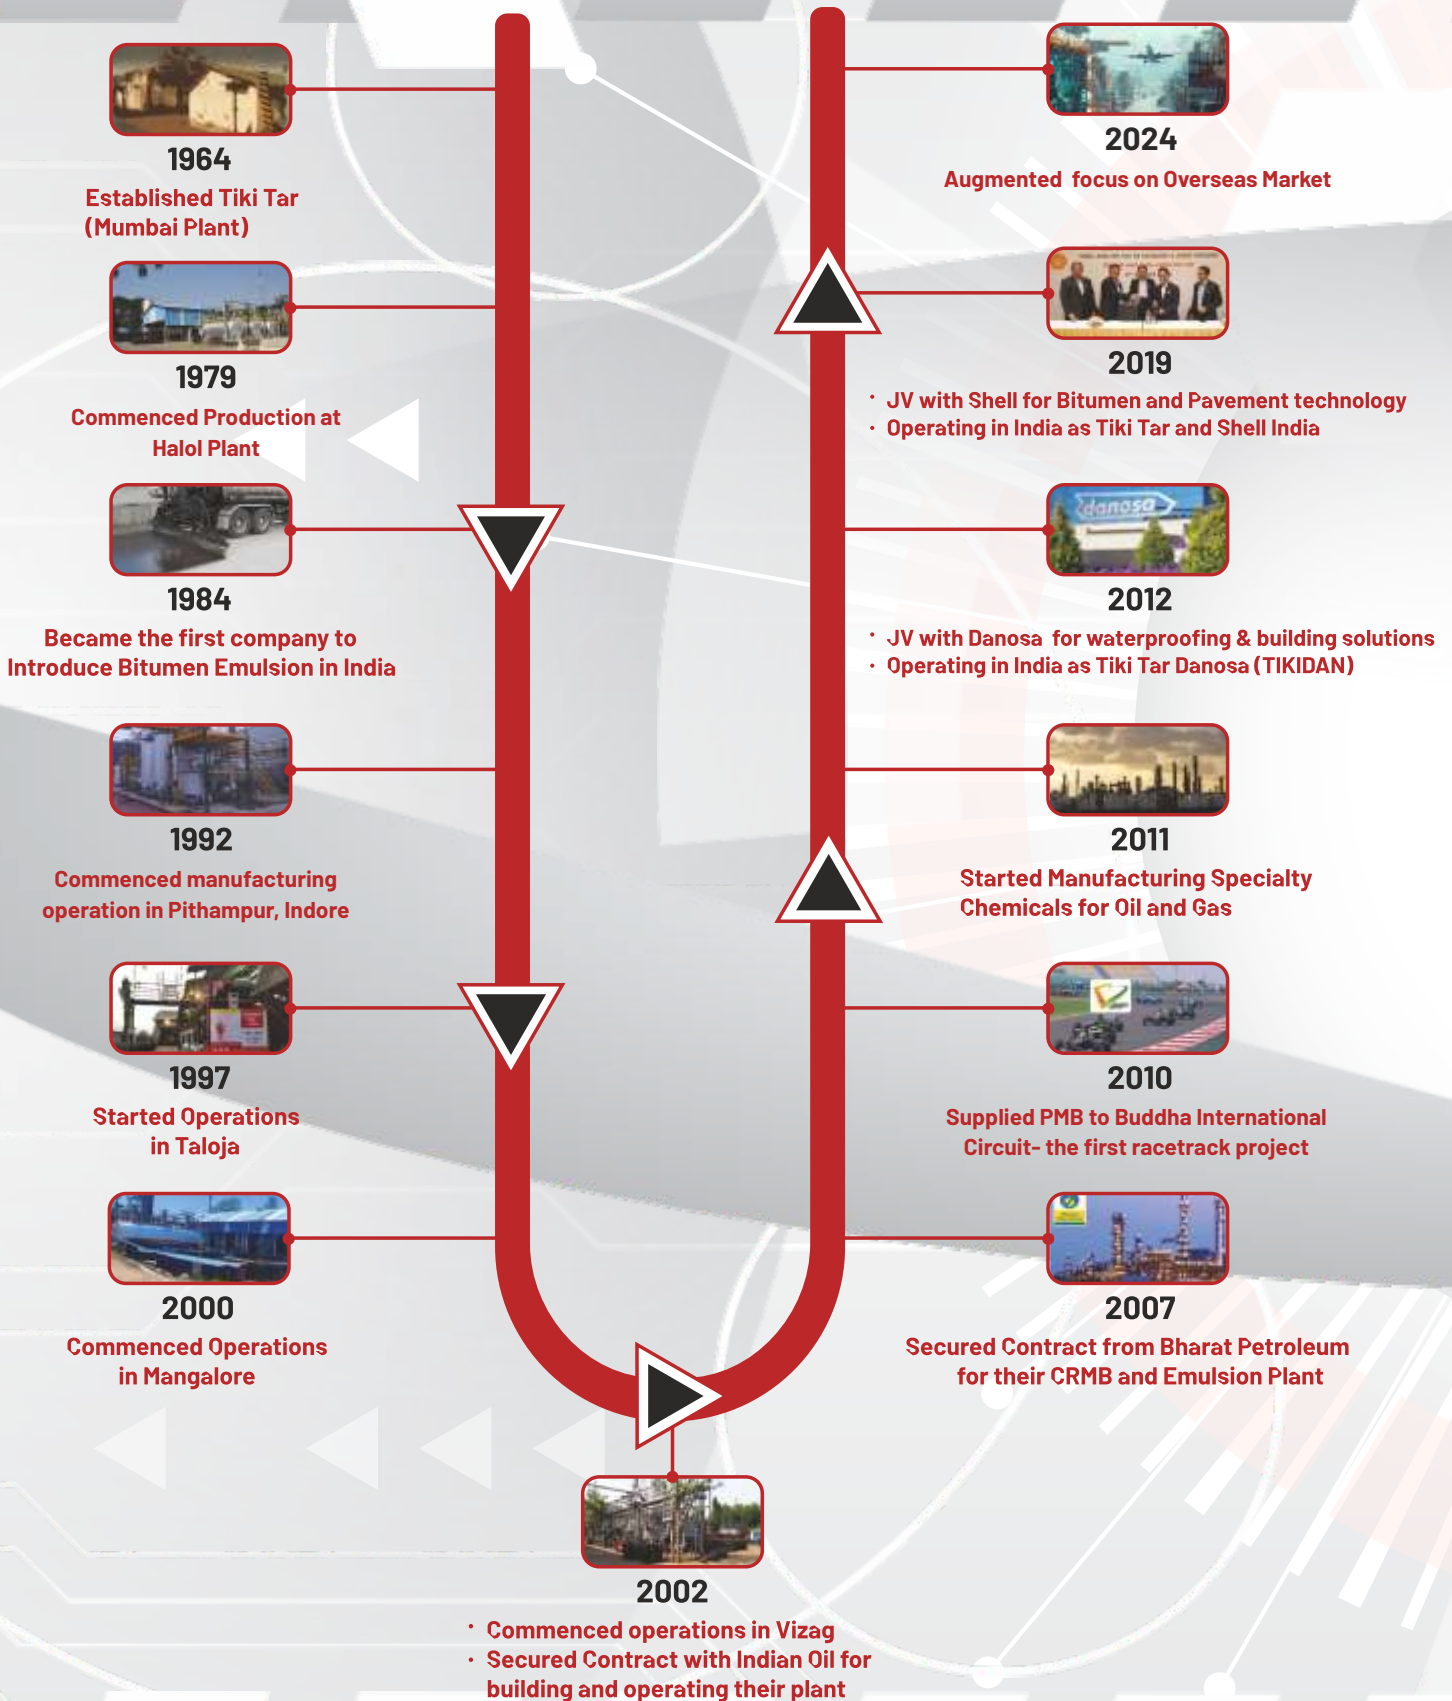 1964
Established Tiki Tar
(Mumbai Plant)
1979
Commenced Production at
Halol Plant
1984
Became the first company to
Introduce Bitumen Emulsion in India
1992
Commenced manufacturing
operation in Pithampur, Indore
1997
Started Operations
in Taloja
2000
Commenced Operations
in Mangalore
2002
• Commenced operations in Vizag
• Secured Contract with Indian Oil for
building and operating their plant
2007
Secured Contract from Bharat Petroleum
for their CRMB and Emulsion Plant
2010
Supplied PMB to Buddha International
Circuit- the first racetrack project
2011
Started Manufacturing Specialty
Chemicals for Oil and Gas
danosa
2012
• JV with Danosa for waterproofing & building solutions
• Operating in India as Tiki Tar Danosa (TIKIDAN)
2019
• JV with Shell for Bitumen and Pavement technology
• Operating in India as Tiki Tar and Shell India
2024
Augmented focus on Overseas Market